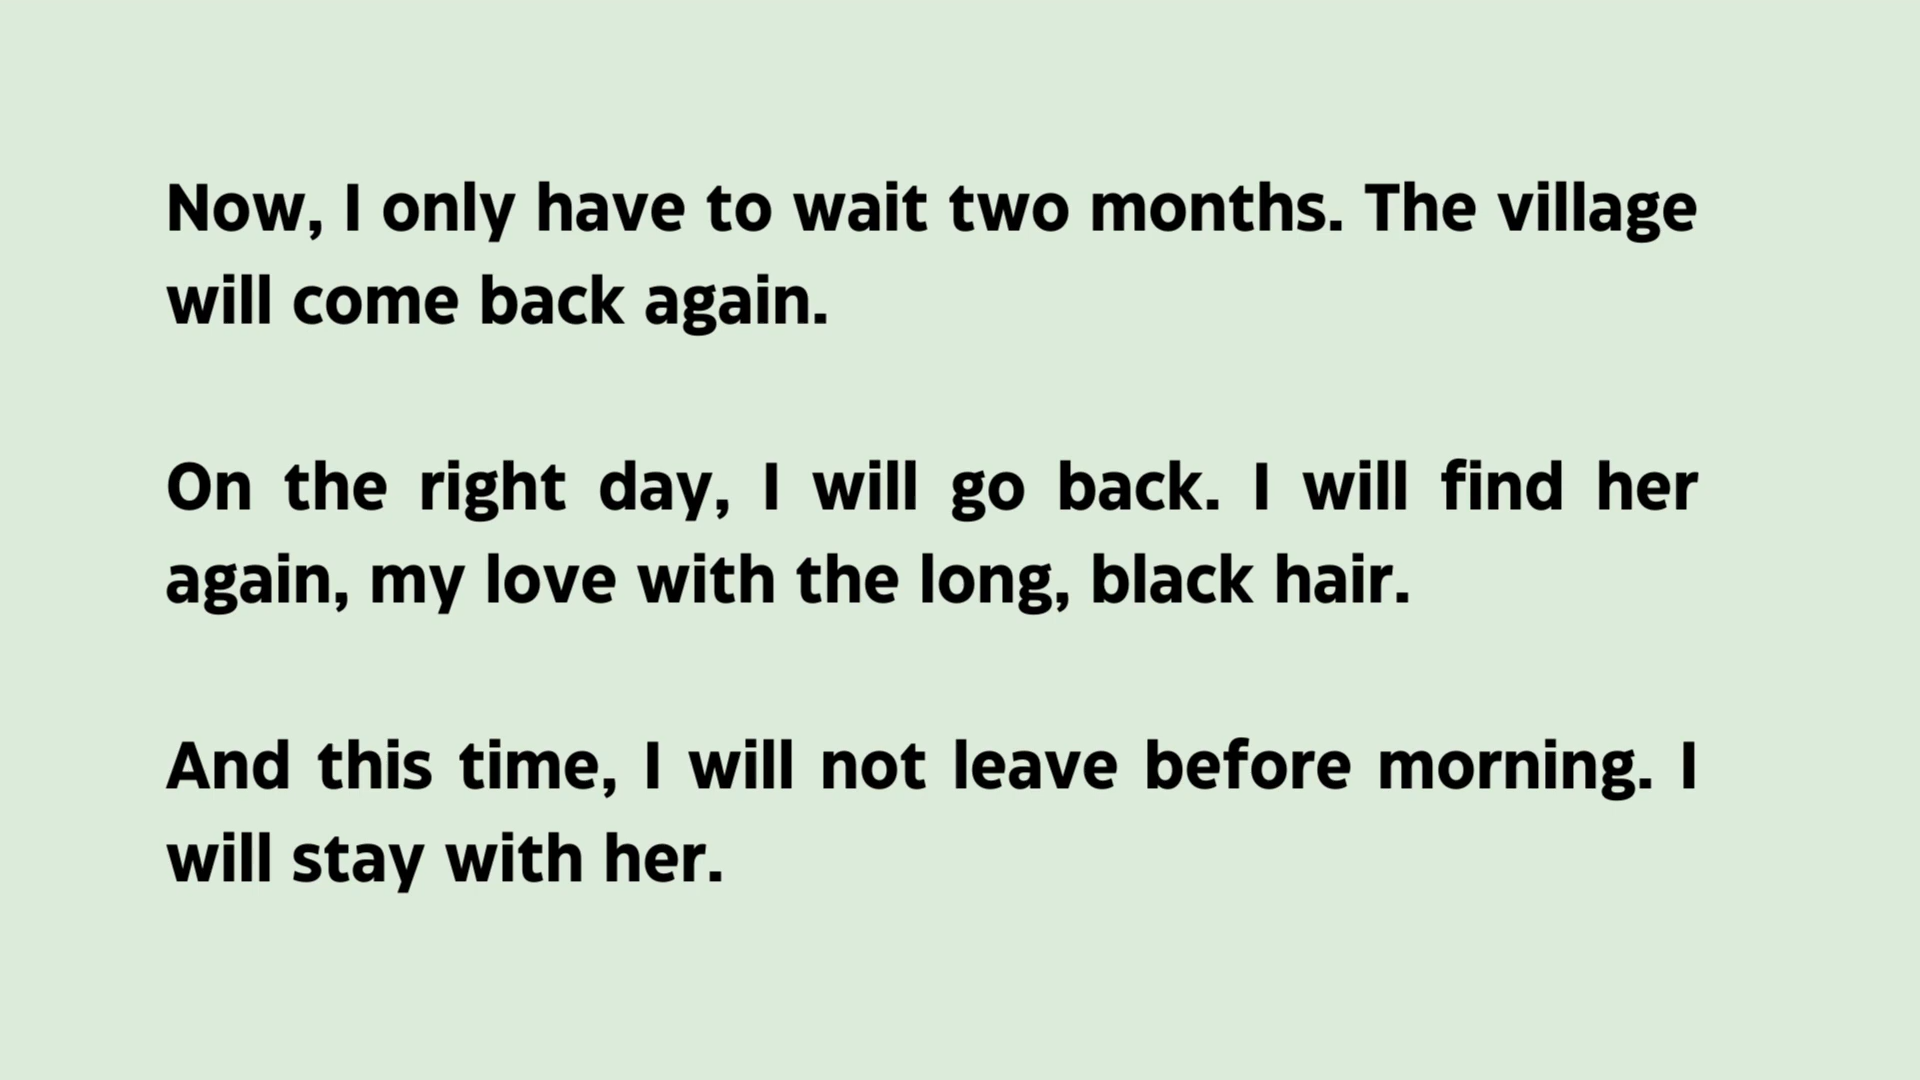 Now, I only have to wait two months. The village
will come back again.
On the right day, I will go back. I will find her
again, my love with the long, black hair.
And this time, I will not leave before morning. I
will stay with her.